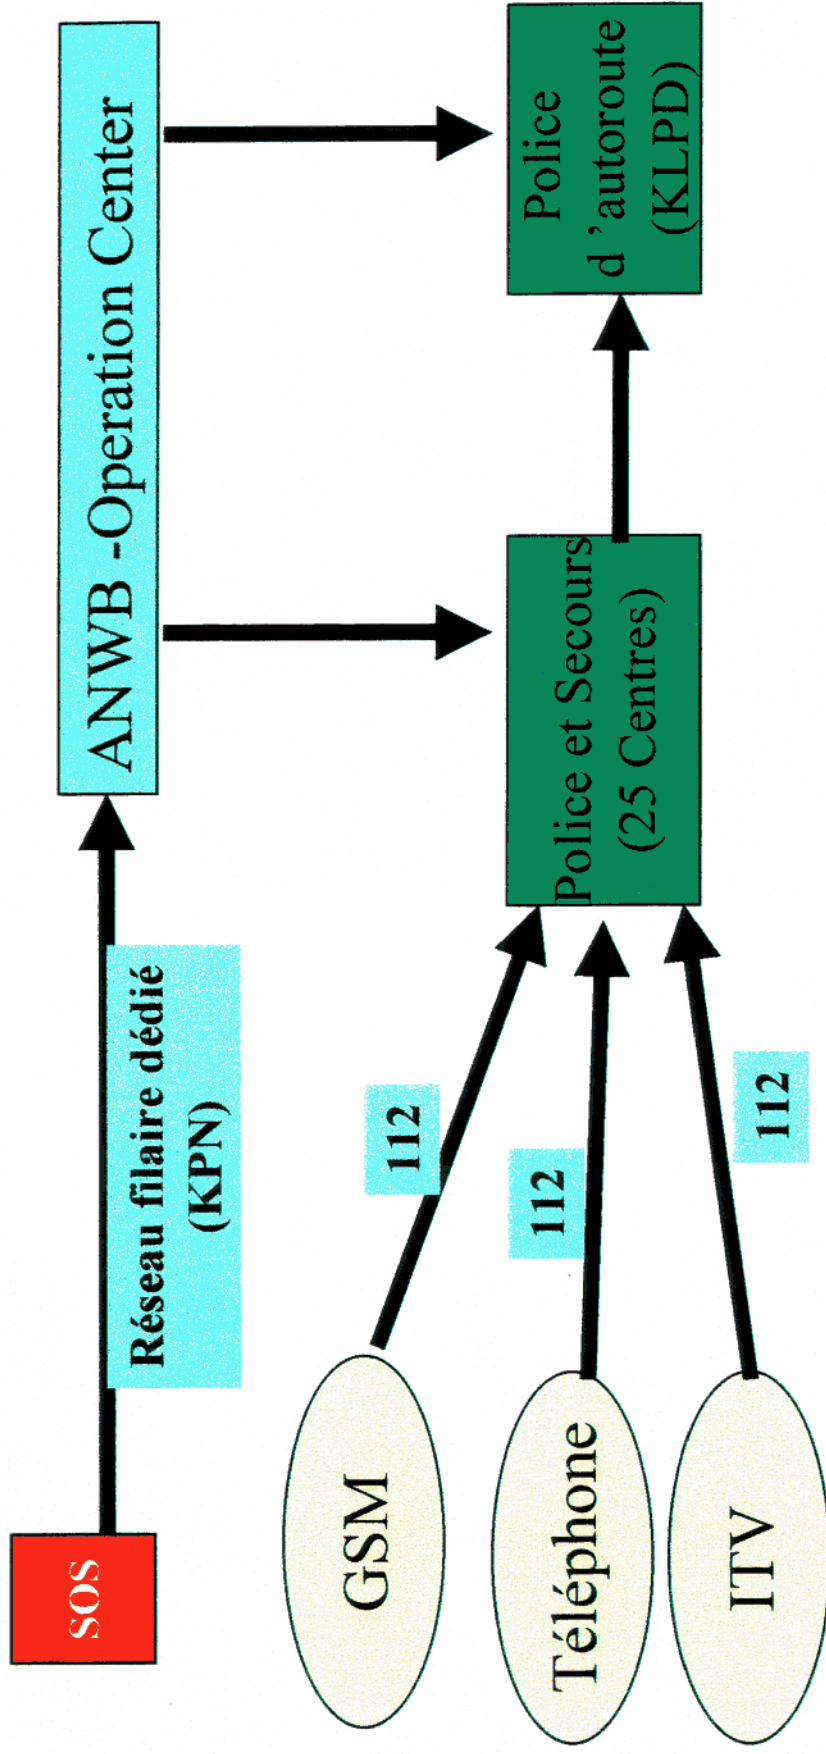 SOS
Réseau filaire dédié
(KPN)
ANWB -Operation Center
GSM
112
Téléphone
112
ITV
112
Police et Secours
(25 Centres)
Police
d ’autoroute
(KLPD)